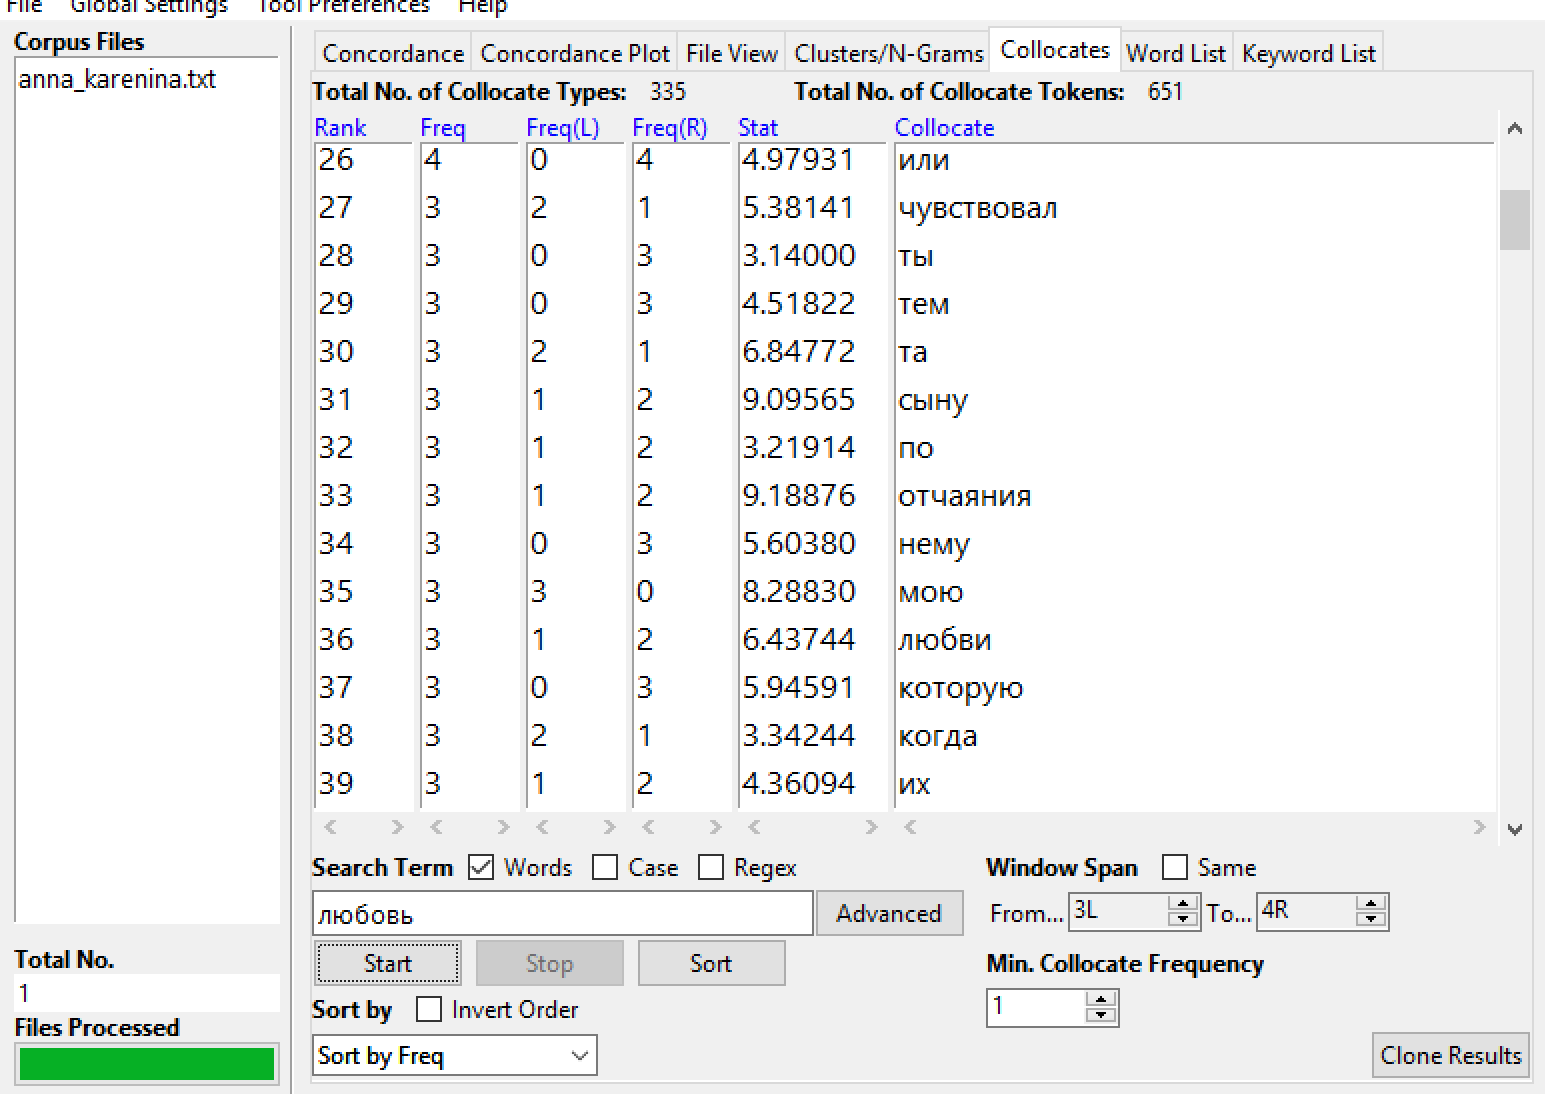 File Global Settings Tool Preferences Help
Corpus Files
anna_karenina.txt
Total No.
1
Files Processed
Concordance Concordance Plot File View Clusters/N-Grams Collocates Word List Keyword List
Total No. of Collocate Types: 335 Total No. of Collocate Tokens: 651
Rank Freq Freq(L) Freq(R) Stat Collocate
26 4 0 4 4.97931 или
27 3 2 1 5.38141 чувствовал
28 3 0 3 3.14000 ты
29 3 0 3 4.51822 тем
30 3 2 1 6.84772 та
31 3 1 2 9.09565 сыну
32 3 1 2 3.21914 по
33 3 1 2 9.18876 отчаяния
34 3 0 3 5.60380 нему
35 3 3 0 8.28830 мою
36 3 1 2 6.43744 любви
37 3 0 3 5.94591 которую
38 3 2 1 3.34244 когда
39 3 1 2 4.36094 их
Search Term Words Case Regex Window Span Same
любовь Advanced From... 3L To... 4R
Start Stop Sort Min. Collocate Frequency
Sort by Invert Order 1
Sort by Freq Clone Results